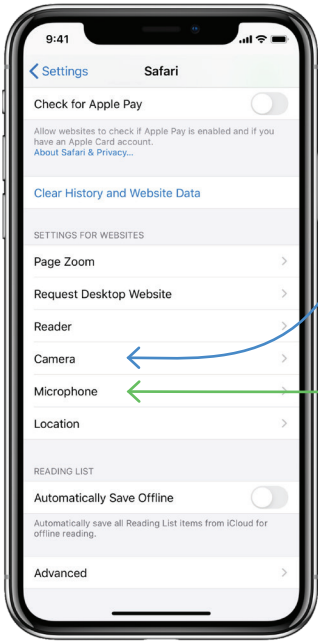 9:41
Settings
Safari
Check for Apple Pay
Allow websites to check if Apple Pay is enabled and if you
have an Apple Card account.
About Safari & Privacy...
Clear History and Website Data
SETTINGS FOR WEBSITES
Page Zoom
Request Desktop Website
Reader
Camera
Microphone
Location
READING LIST
Automatically Save Offline
Automatically save all Reading List items from iCloud for
offline reading.
Advanced